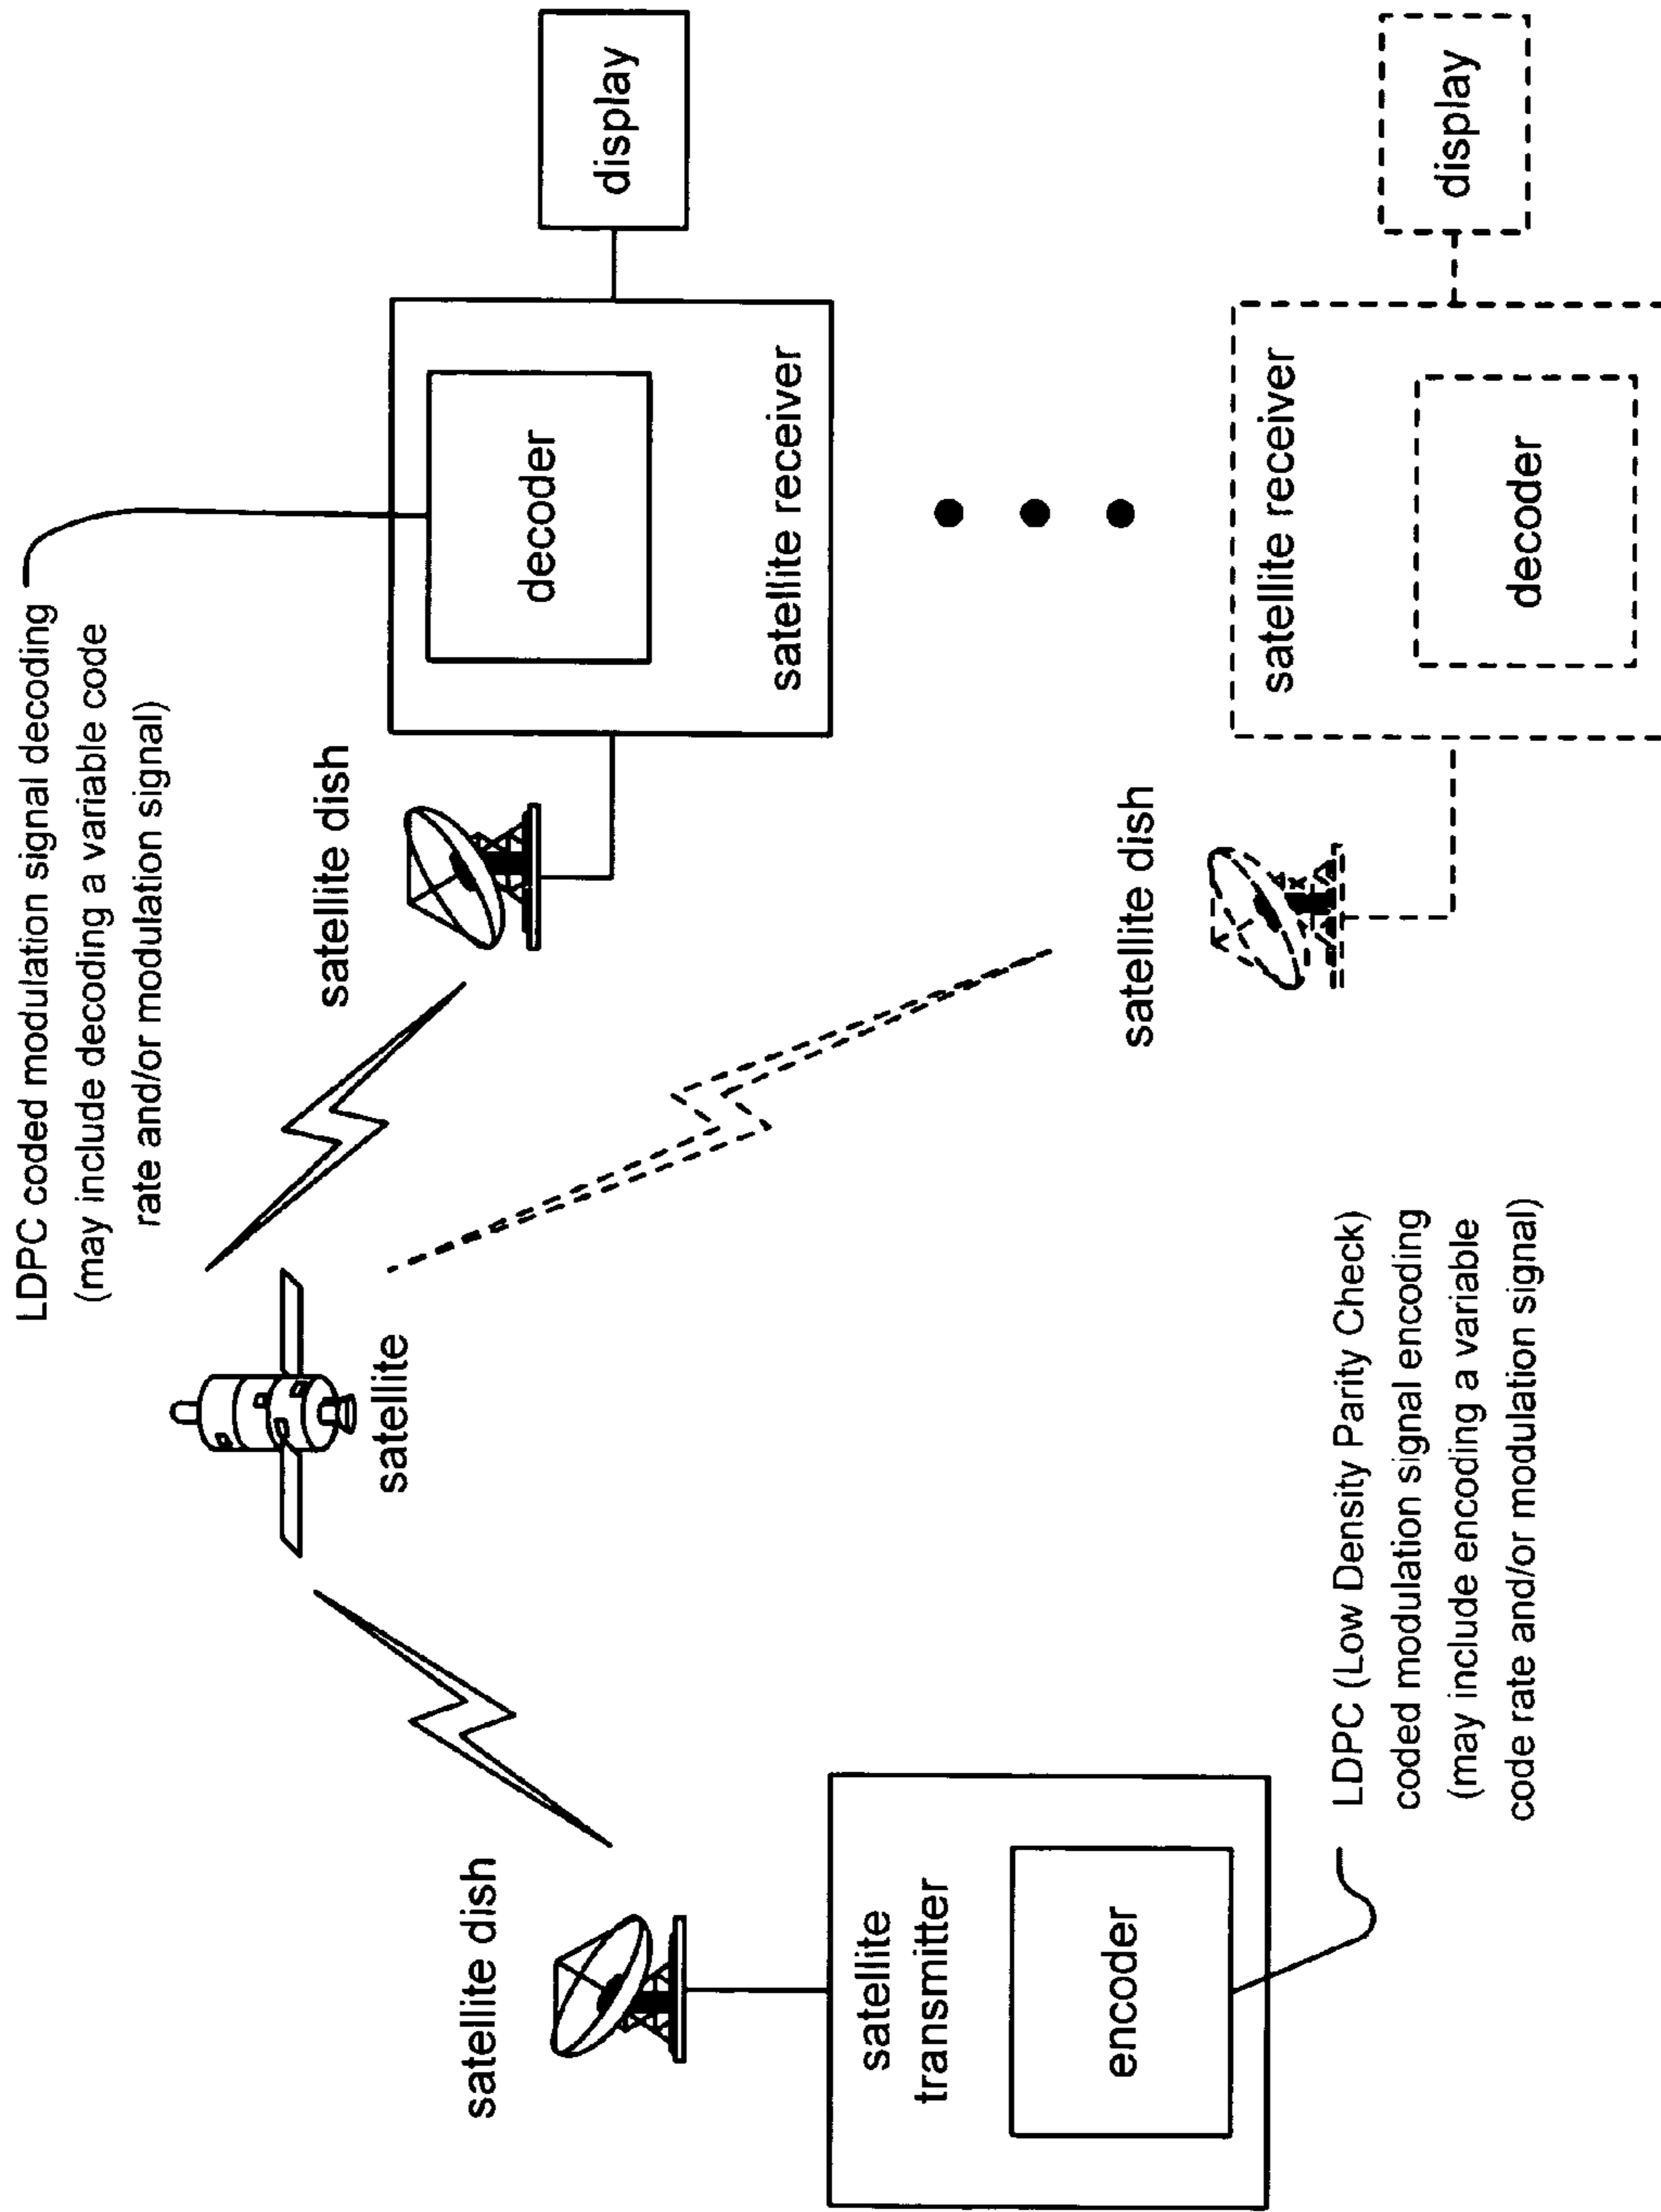 LDPC coded modulation signal decoding
(may include decoding a variable code
rate and/or modulation signal)
satellite
satellite dish
decoder
satellite receiver
display
satellite dish
satellite
transmitter
encoder
satellite dish
satellite receiver
decoder
display
LDPC (Low Density Parity Check)
coded modulation signal encoding
(may include encoding a variable
code rate and/or modulation signal)